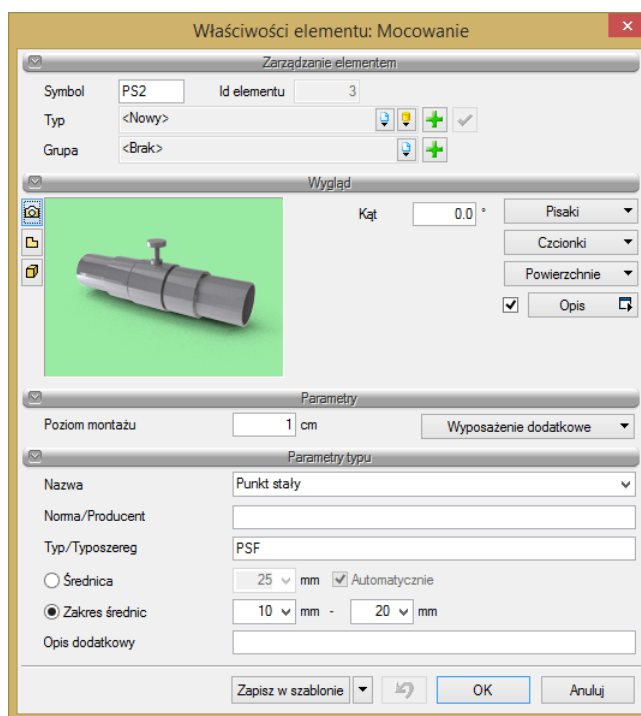 Właściwości elementu: Mocowanie
Zarządzanie elementem
Symbol PS2 Id elementu 3
Typ <Nowy>
Grupa <Brak>
Wygląd
Kąt 0.0 ° Pisaki
Czcionki
Powierzchnie
Opis
Parametry
Poziom montażu 1 cm Wyposażenie dodatkowe
Parametry typu
Nazwa Punkt stały
Norma/Producent
Typ/Typoszereg PSF
Średnica 25 mm Automatycznie
Zakres średnic 10 mm - 20 mm
Opis dodatkowy
Zapisz w szablonie OK Anuluj